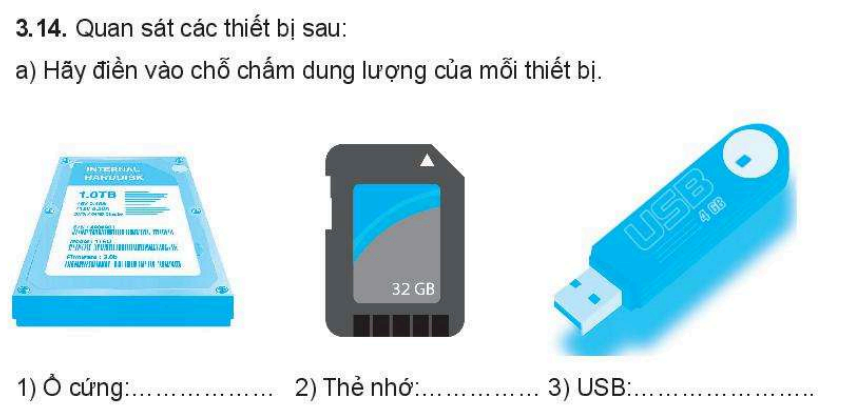 3.14. Quan sát các thiết bị sau:
a) Hãy điền vào chỗ chấm dung lượng của mỗi thiết bị.
INTERNAL
HARDDISK
1.0TB
32 GB
USB
4 GB
1) Ổ cứng:.................. 2) Thẻ nhớ:............... 3) USB:.......................